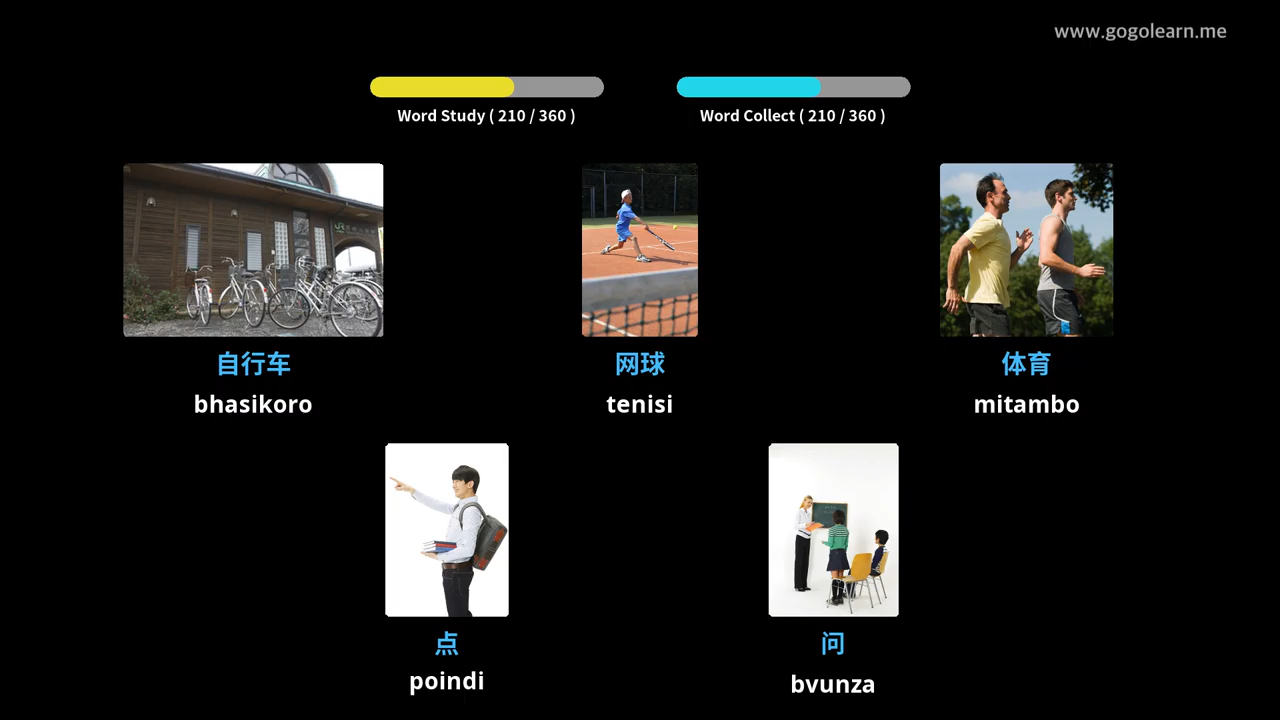 www.gogolearn.me
Word Study ( 210 / 360 )
Word Collect ( 210 / 360 )
JR
自行车
bhasikoro
网球
tenisi
体育
mitambo
点
poindi
问
bvunza